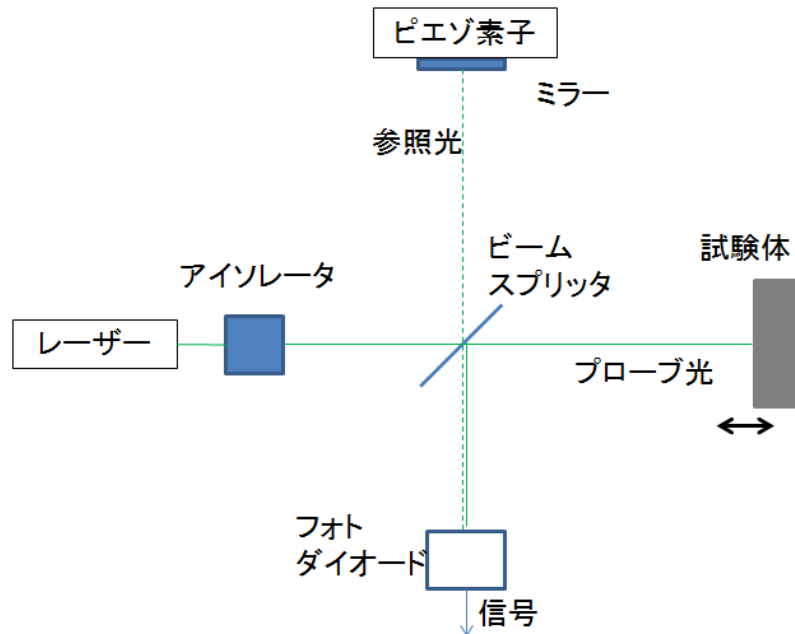 ピエゾ素子
ミラー
参照光
ビーム
スプリッタ
試験体
アイソレータ
レーザー
プローブ光
フォト
ダイオード
信号